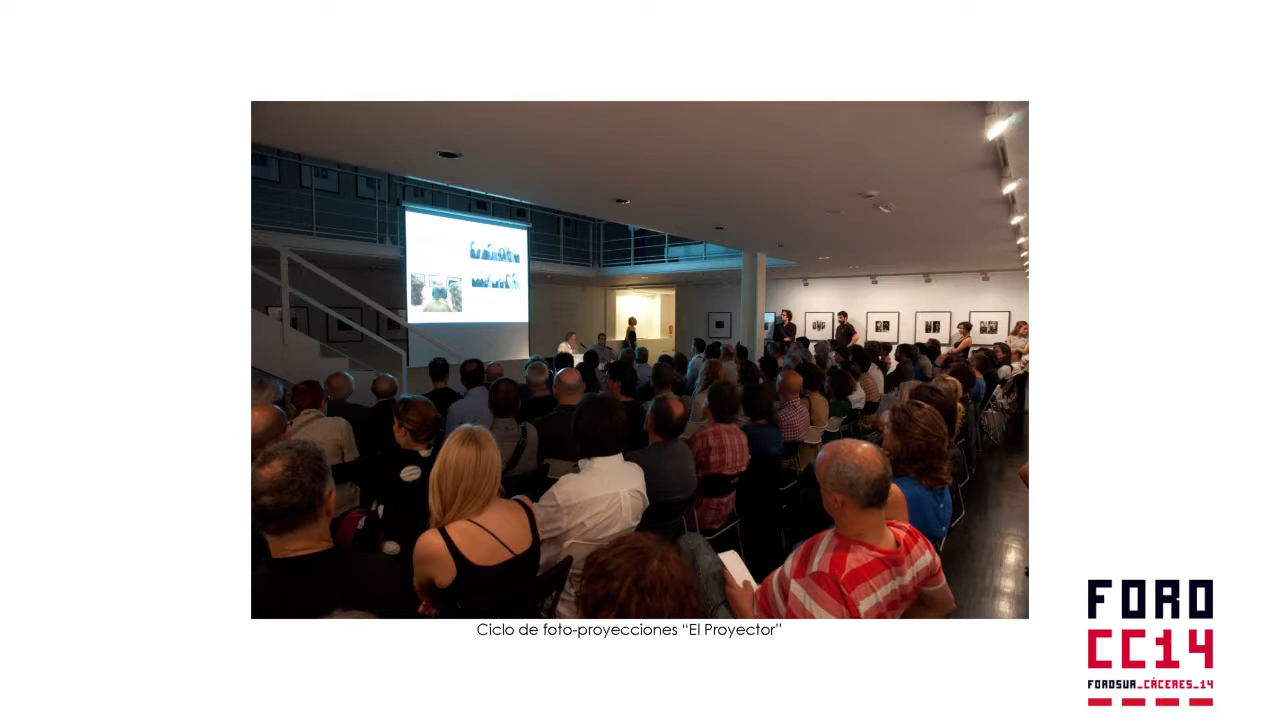 Ciclo de foto-proyecciones “El Proyector”
FORO
CC14
FOROSUR_CÁCERES_14